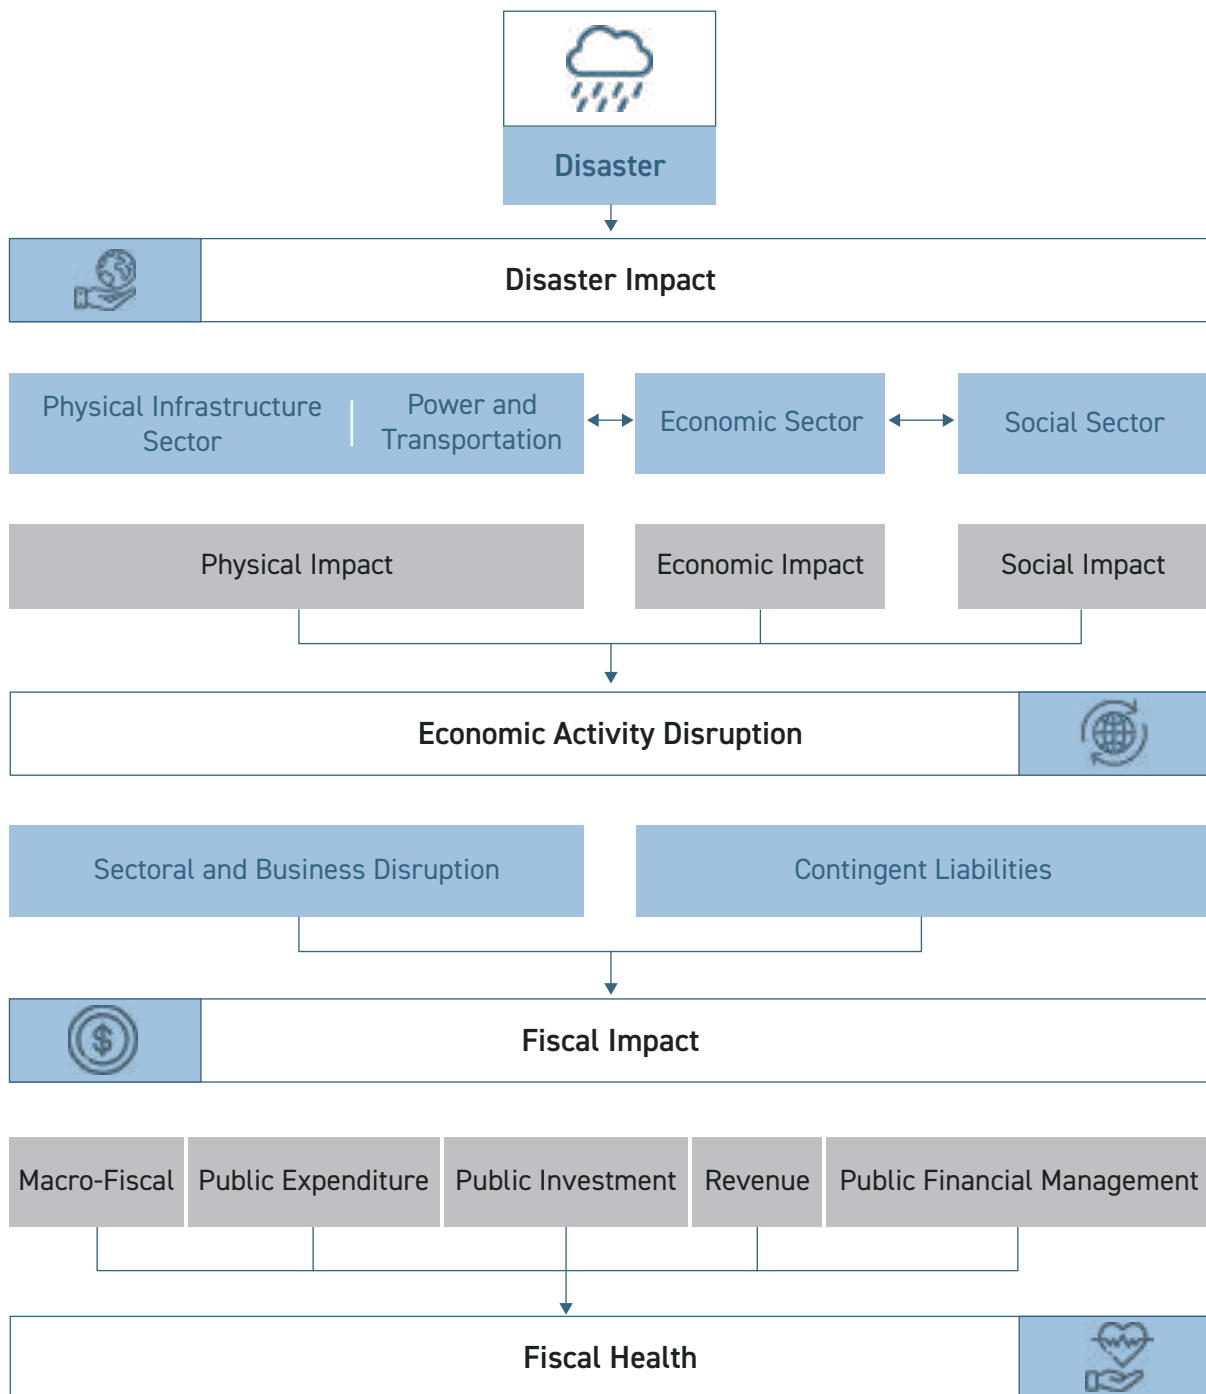 Disaster
Disaster Impact
Physical Infrastructure
Sector
Power and
Transportation
Economic Sector
Social Sector
Physical Impact
Economic Impact
Social Impact
Economic Activity Disruption
Sectoral and Business Disruption
Contingent Liabilities
$
Fiscal Impact
Macro-Fiscal
Public Expenditure
Public Investment
Revenue
Public Financial Management
Fiscal Health